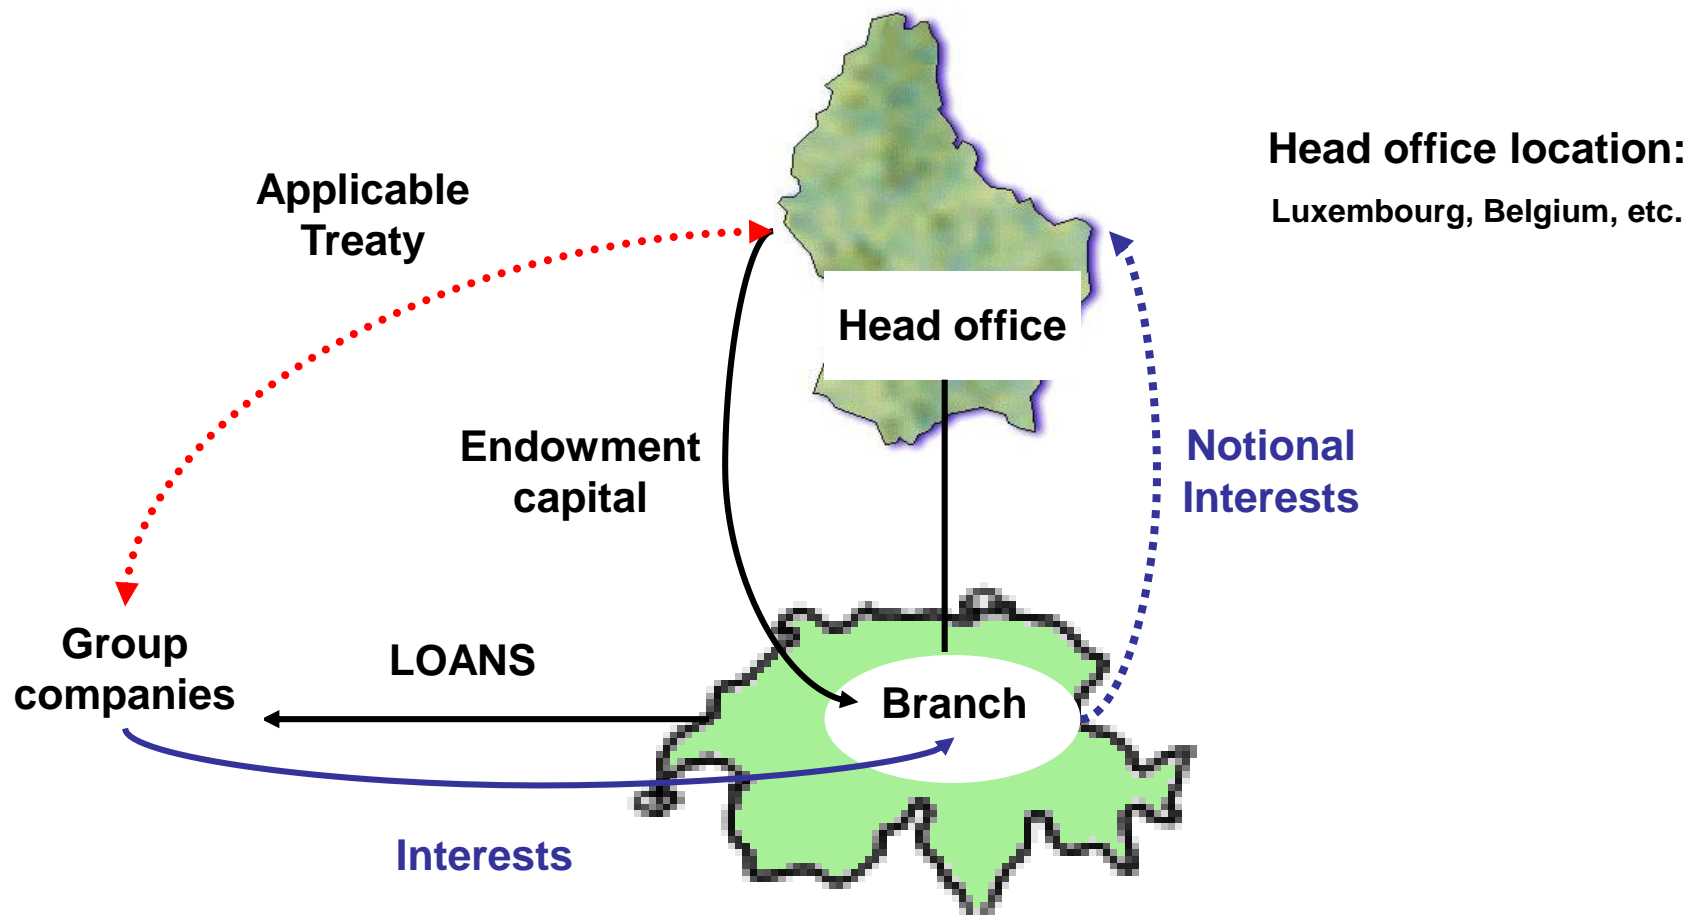 Head office location:
Luxembourg, Belgium, etc.
Applicable
Treaty
Head office
Endowment
capital
Notional
Interests
Group
companies
LOANS
Branch
Interests